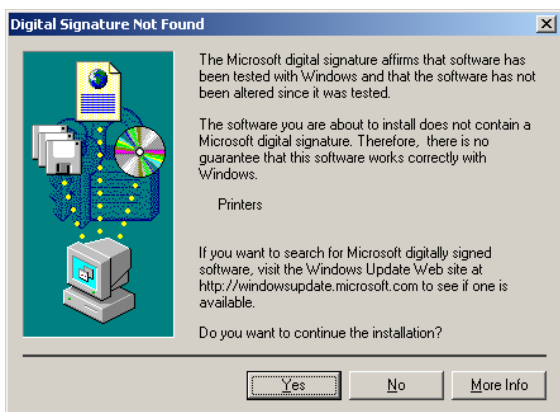 Digital Signature Not Found
The Microsoft digital signature affirms that software has
been tested with Windows and that the software has not
been altered since it was tested.
The software you are about to install does not contain a
Microsoft digital signature. Therefore, there is no
guarantee that this software works correctly with
Windows.
Printers
If you want to search for Microsoft digitally signed
software, visit the Windows Update Web site at
http://windowsupdate.microsoft.com to see if one is
available.
Do you want to continue the installation?
Yes No More Info